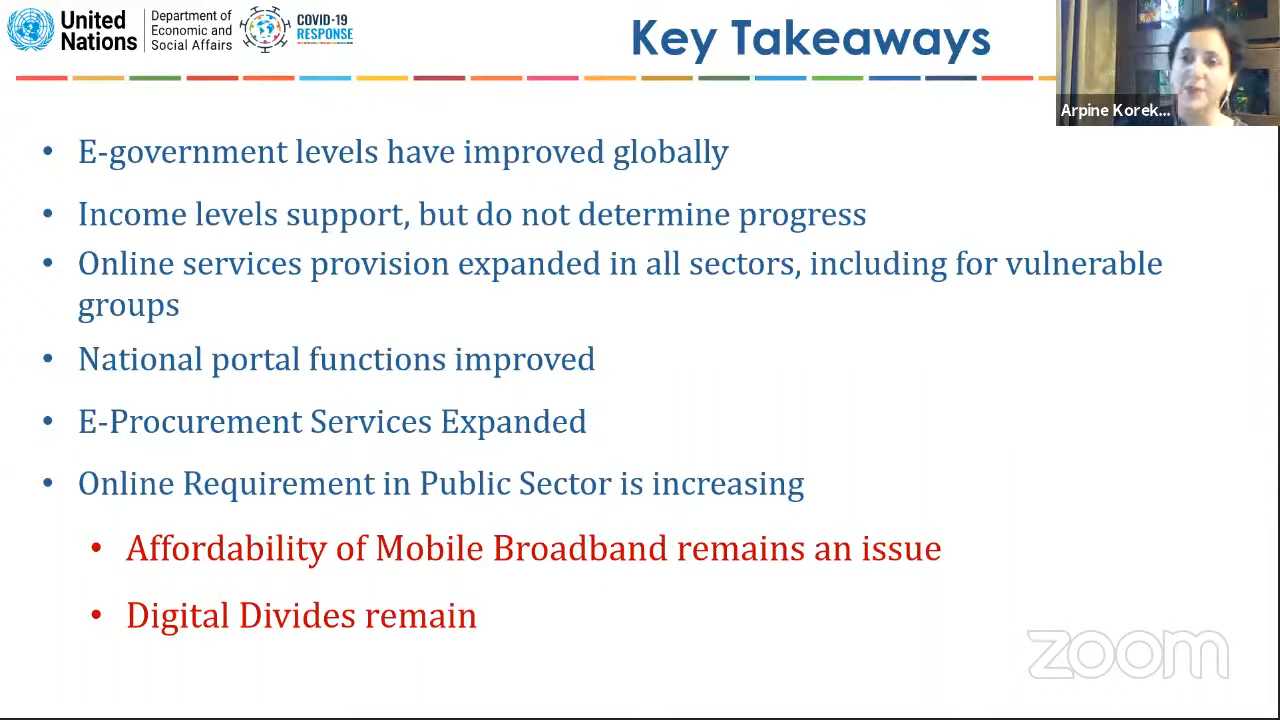 United
Nations
Department of
Economic and
Social Affairs
COVID-19
RESPONSE
Key Takeaways
Arpine Korek...
• E-government levels have improved globally
• Income levels support, but do not determine progress
• Online services provision expanded in all sectors, including for vulnerable
groups
• National portal functions improved
• E-Procurement Services Expanded
• Online Requirement in Public Sector is increasing
• Affordability of Mobile Broadband remains an issue
• Digital Divides remain
zoom